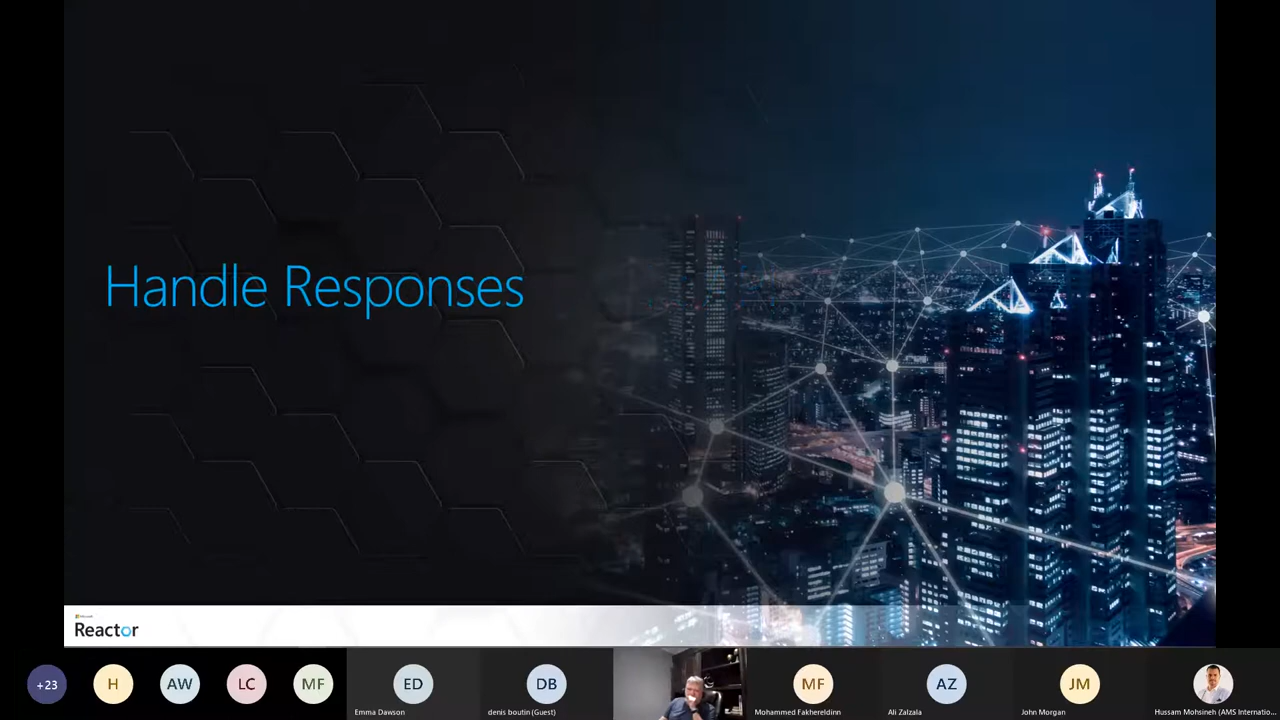 Handle Responses
Microsoft
Reactor
+23
H
AW
LC
MF
ED
Emma Dawson
DB
denis boutin (Guest)
MF
Mohammed Fakhereldinn
AZ
Ali Zalzala
JM
John Morgan
Hussam Mohsineh (AMS Internatio...